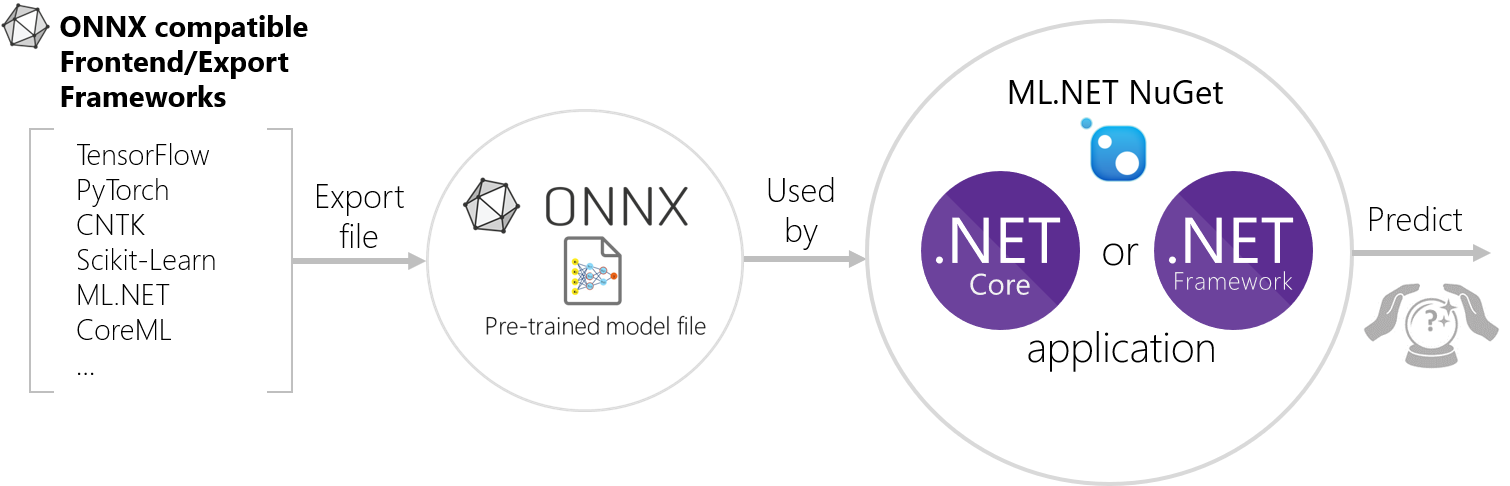 ONNX compatible
Frontend/Export
Frameworks
TensorFlow
PyTorch
CNTK
Scikit-Learn
ML.NET
CoreML
...
Export
file
ONNX
Pre-trained model file
Used
by
ML.NET NuGet
.NET
Core
or
.NET
Framework
application
Predict
?